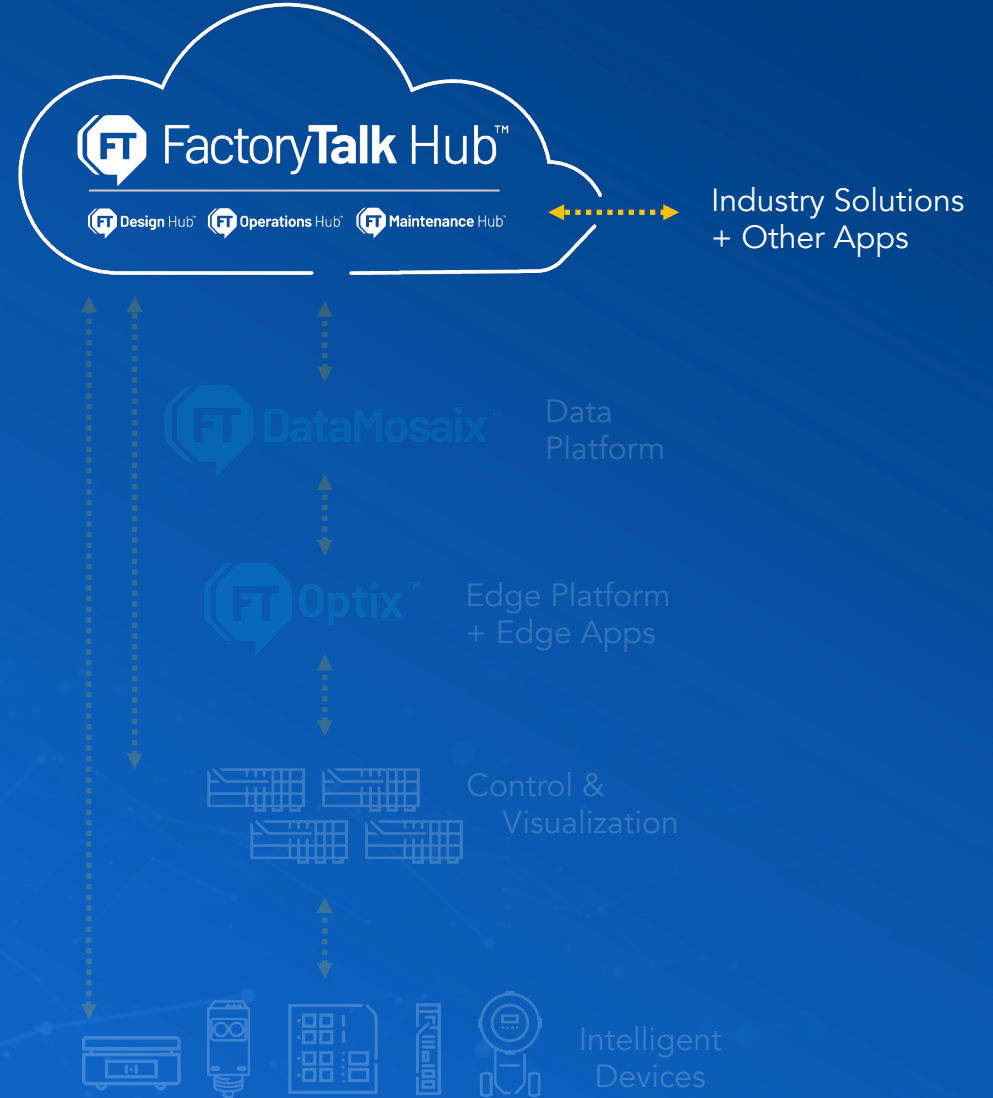 FT FactoryTalk Hub™
FT Design Hub™ FT Operations Hub™ FT Maintenance Hub™
Industry Solutions
+ Other Apps
FT DataMosaix™
Data
Platform
FT Optix™
Edge Platform
+ Edge Apps
Control &
Visualization
Intelligent
Devices